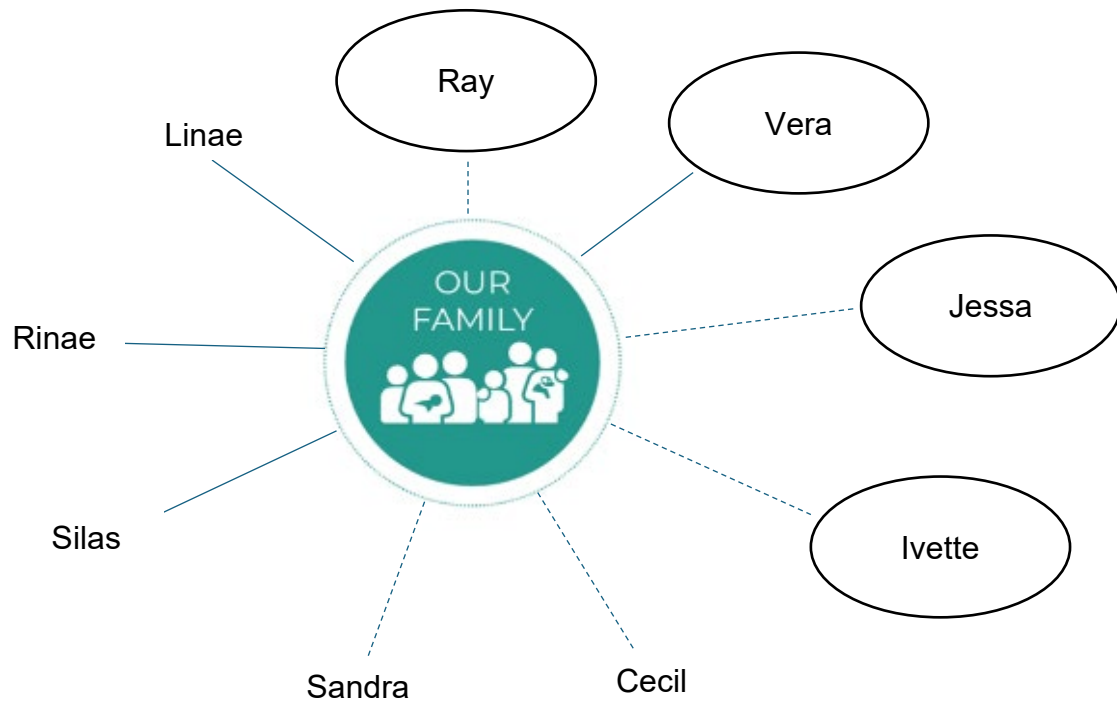 Ray
Vera
Linae
Jessa
OUR
FAMILY
Rinae
Ivette
Silas
Sandra
Cecil